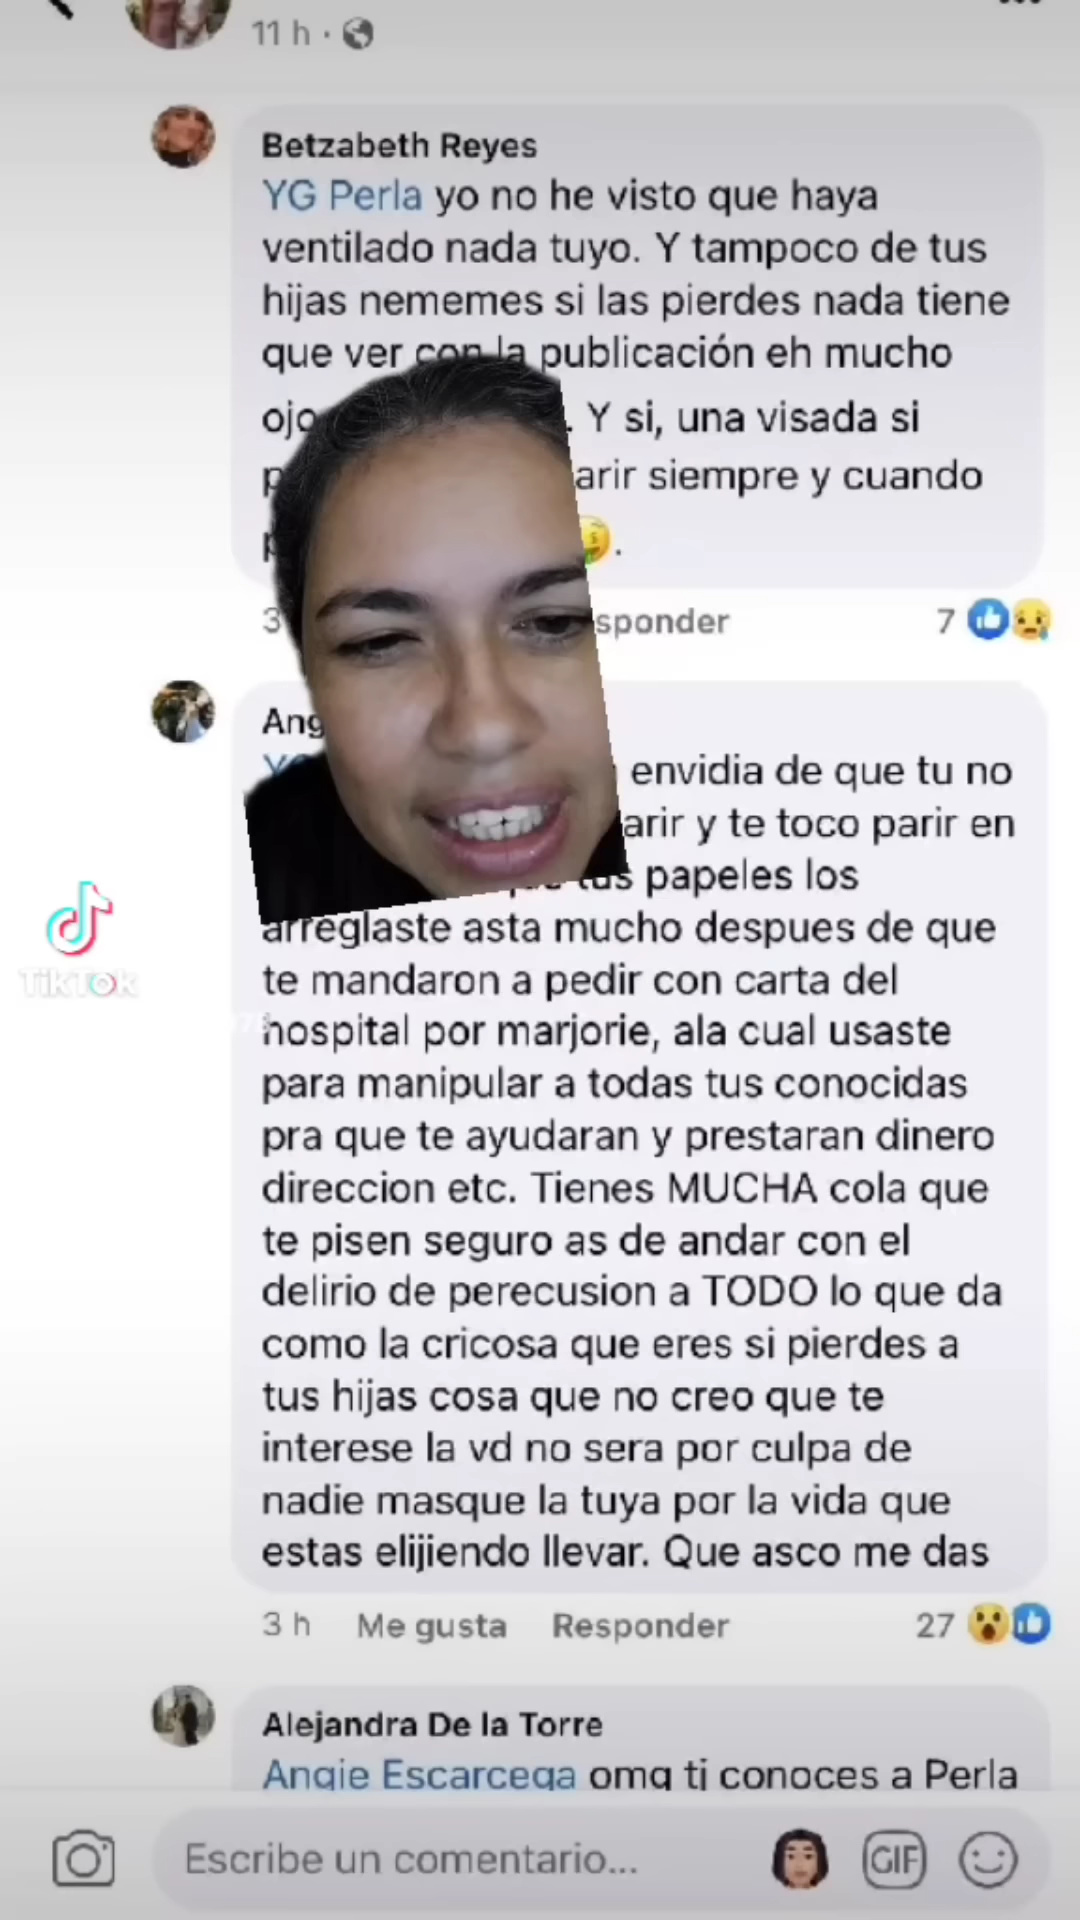 11 h ·
Betzabeth Reyes
YG Perla yo no he visto que haya
ventilado nada tuyo. Y tampoco de tus
hijas nememes si las pierdes nada tiene
que ver con la publicación eh mucho
ojo . Y si, una visada si
arir siempre y cuando
.
3 sponder 7
Ang
envidia de que tu no
arir y te toco parir en
tus papeles los
arreglaste asta mucho despues de que
te mandaron a pedir con carta del
hospital por marjorie, ala cual usaste
para manipular a todas tus conocidas
pra que te ayudaran y prestaran dinero
direccion etc. Tienes MUCHA cola que
te pisen seguro as de andar con el
delirio de perecusion a TODO lo que da
como la cricosa que eres si pierdes a
tus hijas cosa que no creo que te
interese la vd no sera por culpa de
nadie masque la tuya por la vida que
estas elijiendo llevar. Que asco me das
3 h Me gusta Responder 27
Alejandra De la Torre
Angie Escarcega omg tj conoces a Perla
Escribe un comentario...
GIF
TikTok